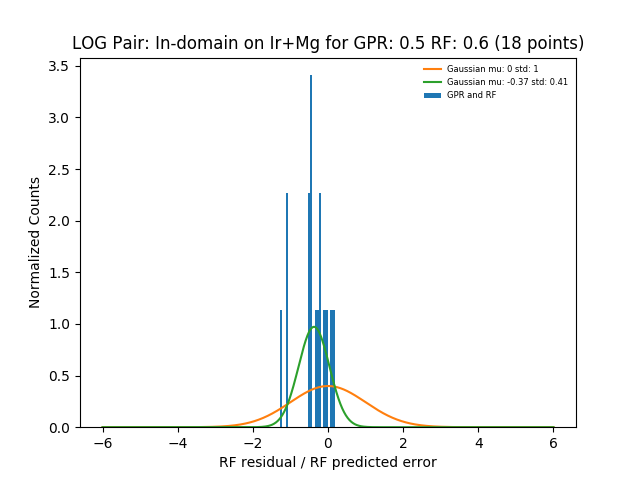 LOG Pair: In-domain on Ir+Mg for GPR: 0.5 RF: 0.6 (18 points)
Gaussian mu: 0 std: 1
Gaussian mu: -0.37 std: 0.41
GPR and RF
Normalized Counts
3.5
3.0
2.5
2.0
1.5
1.0
0.5
0.0
−6 −4 −2 0 2 4 6
RF residual / RF predicted error